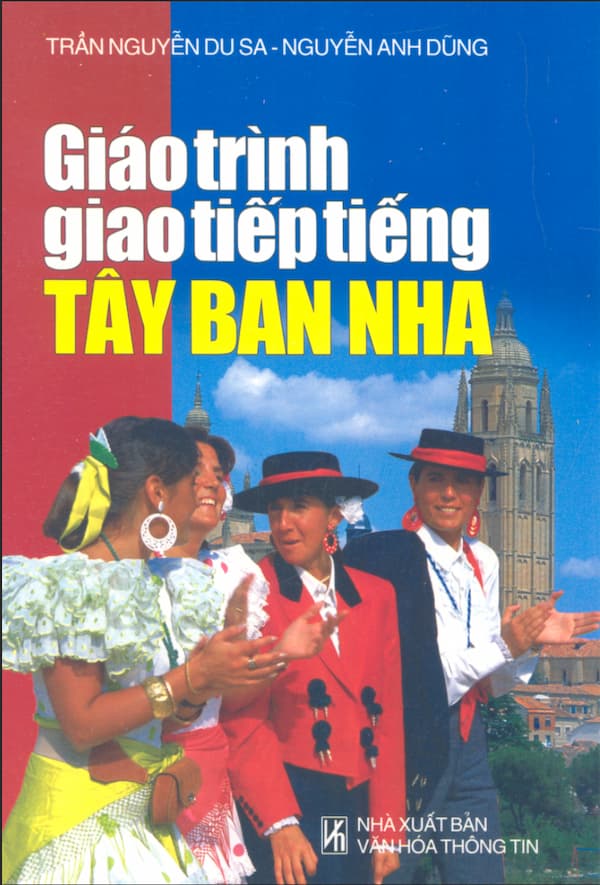 TRẦN NGUYỄN DU SA - NGUYỄN ANH DŨNG
Giáo trình
giao tiếp tiếng
TÂY BAN NHA
NHÀ XUẤT BẢN
VĂN HÓA THÔNG TIN